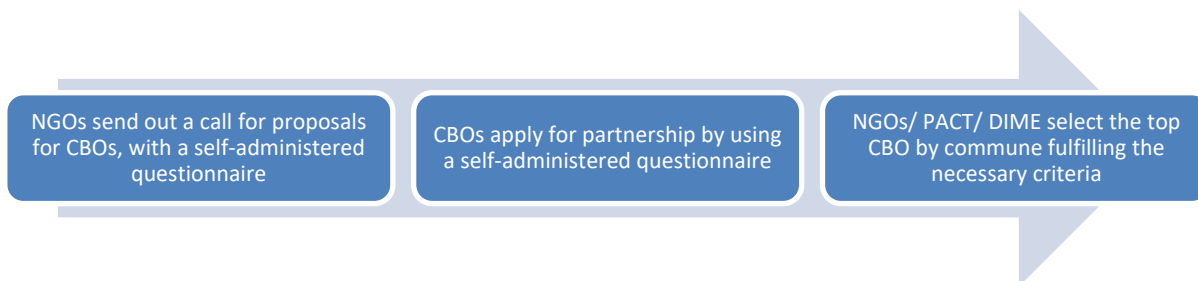 NGOs send out a call for proposals
for CBOs, with a self-administered
questionnaire
CBOs apply for partnership by using
a self-administered questionnaire
NGOs/ PACT/ DIME select the top
CBO by commune fulfilling the
necessary criteria